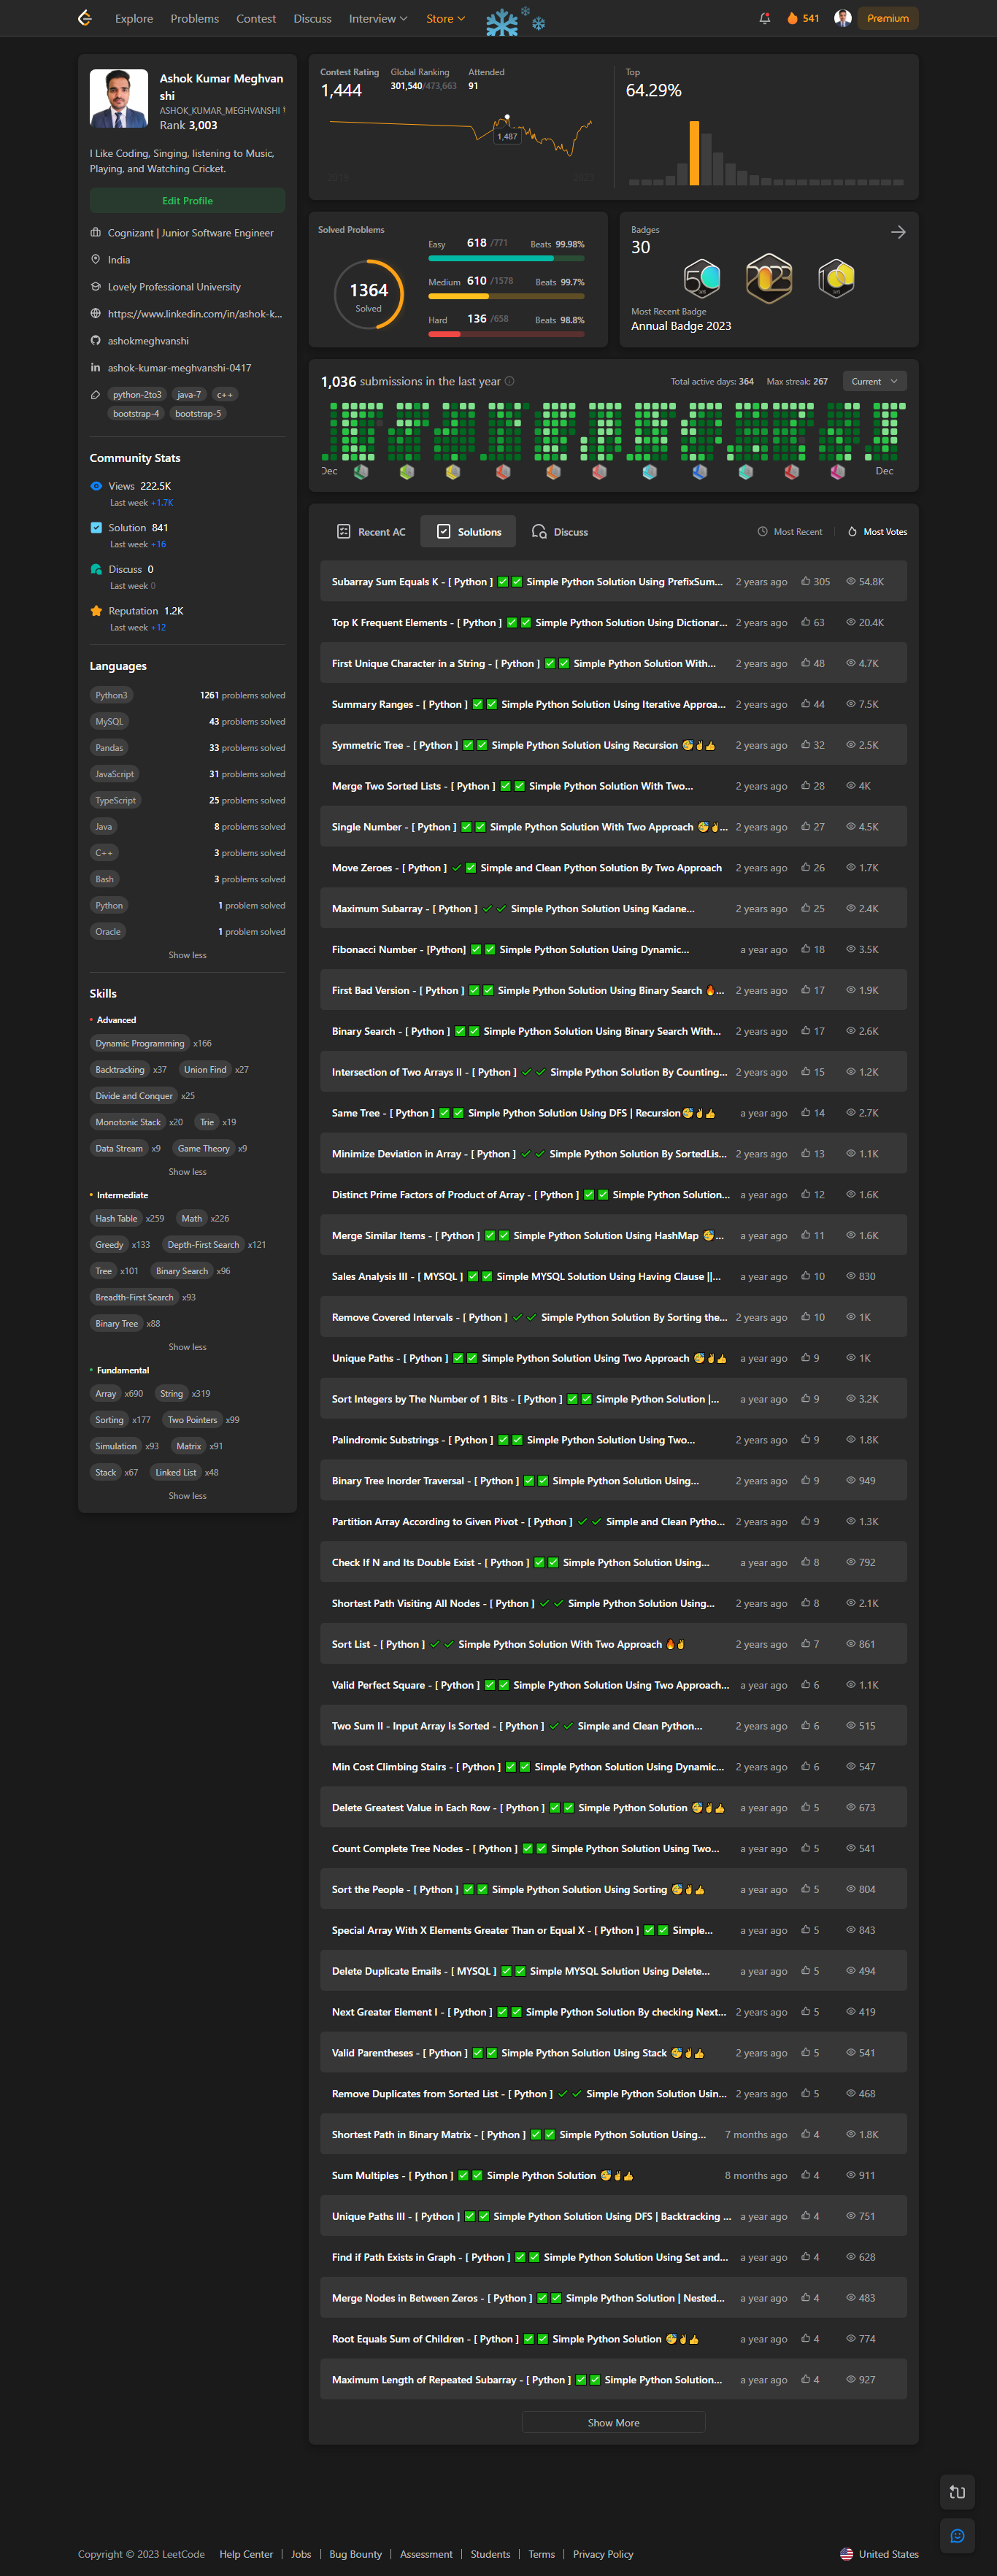 Explore Problems Contest Discuss Interview Store 541 Premium
Ashok Kumar Meghvan
shi
ASHOK_KUMAR_MEGHVANSHI
Rank 3,003
I Like Coding, Singing, listening to Music,
Playing, and Watching Cricket.
Edit Profile
Cognizant | Junior Software Engineer
India
Lovely Professional University
https://www.linkedin.com/in/ashok-k...
ashokmeghvanshi
ashok-kumar-meghvanshi-0417
python-2to3 java-7 c++
bootstrap-4 bootstrap-5
Community Stats
Views 222.5K
Last week +1.7K
Solution 841
Last week +16
Discuss 0
Last week 0
Reputation 1.2K
Last week +12
Languages
Python3 1261 problems solved
MySQL 43 problems solved
Pandas 33 problems solved
JavaScript 31 problems solved
TypeScript 25 problems solved
Java 8 problems solved
C++ 3 problems solved
Bash 3 problems solved
Python 1 problem solved
Oracle 1 problem solved
Show less
Skills
Advanced
Dynamic Programming x166
Backtracking x37 Union Find x27
Divide and Conquer x25
Monotonic Stack x20 Trie x19
Data Stream x9 Game Theory x9
Show less
Intermediate
Hash Table x259 Math x226
Greedy x133 Depth-First Search x121
Tree x101 Binary Search x96
Breadth-First Search x93
Binary Tree x88
Show less
Fundamental
Array x690 String x319
Sorting x177 Two Pointers x99
Simulation x93 Matrix x91
Stack x67 Linked List x48
Show less
Contest Rating Global Ranking Attended
1,444 301,540/473,663 91
1,487
2019 2023
Top
64.29%
Solved Problems
1364
Solved
Easy 618 /771 Beats 99.98%
Medium 610 /1578 Beats 99.7%
Hard 136 /658 Beats 98.8%
Badges
30
50 2023 100
Most Recent Badge
Annual Badge 2023
1,036 submissions in the last year Total active days: 364 Max streak: 267 Current
Dec Dec
Recent AC Solutions Discuss Most Recent Most Votes
Subarray Sum Equals K - [ Python ] ✅✅ Simple Python Solution Using PrefixSum... 2 years ago 305 54.8K
Top K Frequent Elements - [ Python ] ✅✅ Simple Python Solution Using Dictionar... 2 years ago 63 20.4K
First Unique Character in a String - [ Python ] ✅✅ Simple Python Solution With... 2 years ago 48 4.7K
Summary Ranges - [ Python ] ✅✅ Simple Python Solution Using Iterative Approa... 2 years ago 44 7.5K
Symmetric Tree - [ Python ] ✅✅ Simple Python Solution Using Recursion 🥳✌👍 2 years ago 32 2.5K
Merge Two Sorted Lists - [ Python ] ✅✅ Simple Python Solution With Two... 2 years ago 28 4K
Single Number - [ Python ] ✅✅ Simple Python Solution With Two Approach 🥳✌... 2 years ago 27 4.5K
Move Zeroes - [ Python ] ✔✅ Simple and Clean Python Solution By Two Approach 2 years ago 26 1.7K
Maximum Subarray - [ Python ] ✔✔ Simple Python Solution Using Kadane... 2 years ago 25 2.4K
Fibonacci Number - [Python] ✅✅ Simple Python Solution Using Dynamic... a year ago 18 3.5K
First Bad Version - [ Python ] ✅✅ Simple Python Solution Using Binary Search 🔥... 2 years ago 17 1.9K
Binary Search - [ Python ] ✅✅ Simple Python Solution Using Binary Search With... 2 years ago 17 2.6K
Intersection of Two Arrays II - [ Python ] ✔✔ Simple Python Solution By Counting... 2 years ago 15 1.2K
Same Tree - [ Python ] ✅✅ Simple Python Solution Using DFS | Recursion🥳✌👍 a year ago 14 2.7K
Minimize Deviation in Array - [ Python ] ✔✔ Simple Python Solution By SortedLis... 2 years ago 13 1.1K
Distinct Prime Factors of Product of Array - [ Python ] ✅✅ Simple Python Solution... a year ago 12 1.6K
Merge Similar Items - [ Python ] ✅✅ Simple Python Solution Using HashMap 🥳... a year ago 11 1.6K
Sales Analysis III - [ MYSQL ] ✅✅ Simple MYSQL Solution Using Having Clause ||... a year ago 10 830
Remove Covered Intervals - [ Python ] ✔✔ Simple Python Solution By Sorting the... 2 years ago 10 1K
Unique Paths - [ Python ] ✅✅ Simple Python Solution Using Two Approach 🥳✌👍 a year ago 9 1K
Sort Integers by The Number of 1 Bits - [ Python ] ✅✅ Simple Python Solution |... a year ago 9 3.2K
Palindromic Substrings - [ Python ] ✅✅ Simple Python Solution Using Two... 2 years ago 9 1.8K
Binary Tree Inorder Traversal - [ Python ] ✅✅ Simple Python Solution Using... 2 years ago 9 949
Partition Array According to Given Pivot - [ Python ] ✔✔ Simple and Clean Pytho... 2 years ago 9 1.3K
Check If N and Its Double Exist - [ Python ] ✅✅ Simple Python Solution Using... a year ago 8 792
Shortest Path Visiting All Nodes - [ Python ] ✔✔ Simple Python Solution Using... 2 years ago 8 2.1K
Sort List - [ Python ] ✔✔ Simple Python Solution With Two Approach 🔥✌ 2 years ago 7 861
Valid Perfect Square - [ Python ] ✅✅ Simple Python Solution Using Two Approach... a year ago 6 1.1K
Two Sum II - Input Array Is Sorted - [ Python ] ✔✔ Simple and Clean Python... 2 years ago 6 515
Min Cost Climbing Stairs - [ Python ] ✅✅ Simple Python Solution Using Dynamic... 2 years ago 6 547
Delete Greatest Value in Each Row - [ Python ] ✅✅ Simple Python Solution 🥳✌👍 a year ago 5 673
Count Complete Tree Nodes - [ Python ] ✅✅ Simple Python Solution Using Two... a year ago 5 541
Sort the People - [ Python ] ✅✅ Simple Python Solution Using Sorting 🥳✌👍 a year ago 5 804
Special Array With X Elements Greater Than or Equal X - [ Python ] ✅✅ Simple... a year ago 5 843
Delete Duplicate Emails - [ MYSQL ] ✅✅ Simple MYSQL Solution Using Delete... a year ago 5 494
Next Greater Element I - [ Python ] ✅✅ Simple Python Solution By checking Next... 2 years ago 5 419
Valid Parentheses - [ Python ] ✅✅ Simple Python Solution Using Stack 🥳✌👍 2 years ago 5 541
Remove Duplicates from Sorted List - [ Python ] ✔✔ Simple Python Solution Usin... 2 years ago 5 468
Shortest Path in Binary Matrix - [ Python ] ✅✅ Simple Python Solution Using... 7 months ago 4 1.8K
Sum Multiples - [ Python ] ✅✅ Simple Python Solution 🥳✌👍 8 months ago 4 911
Unique Paths III - [ Python ] ✅✅ Simple Python Solution Using DFS | Backtracking ... a year ago 4 751
Find if Path Exists in Graph - [ Python ] ✅✅ Simple Python Solution Using Set and... a year ago 4 628
Merge Nodes in Between Zeros - [ Python ] ✅✅ Simple Python Solution | Nested... a year ago 4 483
Root Equals Sum of Children - [ Python ] ✅✅ Simple Python Solution 🥳✌👍 a year ago 4 774
Maximum Length of Repeated Subarray - [ Python ] ✅✅ Simple Python Solution... a year ago 4 927
Show More
Copyright © 2023 LeetCode Help Center | Jobs | Bug Bounty | Assessment | Students | Terms | Privacy Policy United States